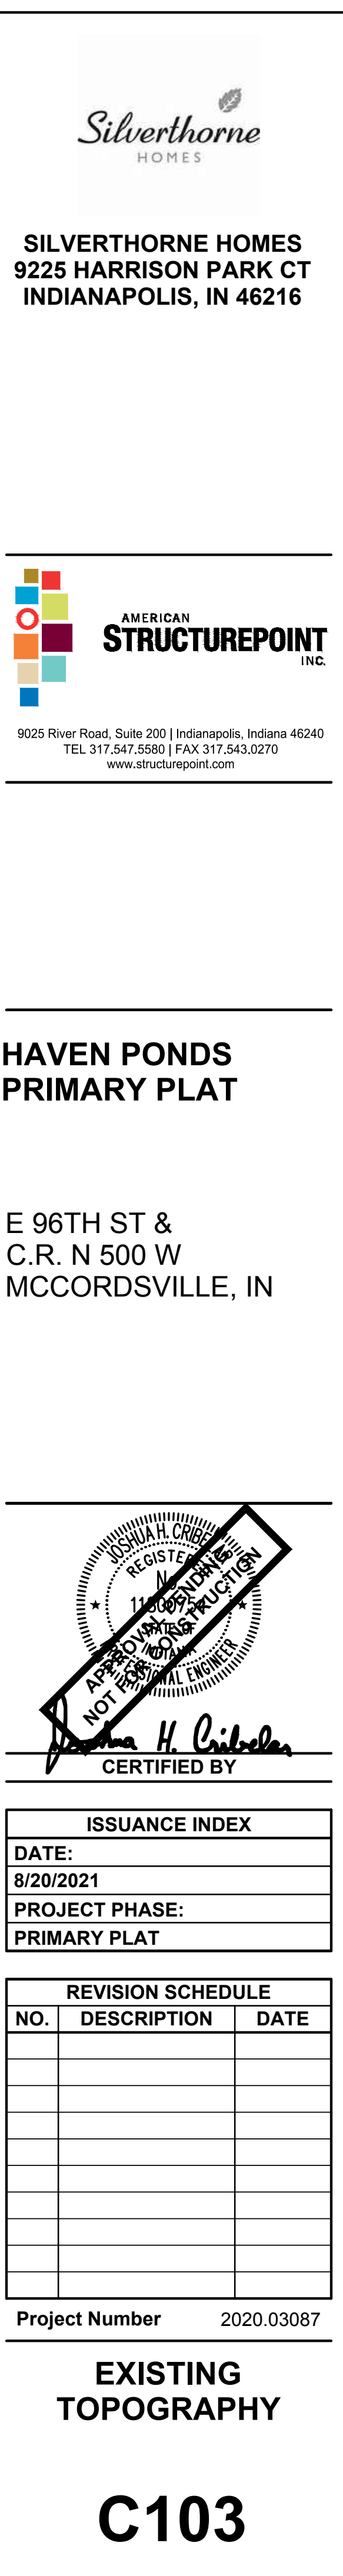 Silverthorne
HOMES
SILVERTHORNE HOMES
9225 HARRISON PARK CT
INDIANAPOLIS, IN 46216
AMERICAN
STRUCTUREPOINT
INC.
9025 River Road, Suite 200 | Indianapolis, Indiana 46240
TEL 317.547.5580 | FAX 317.543.0270
www.structurepoint.com
HAVEN PONDS
PRIMARY PLAT
E 96TH ST &
C.R. N 500 W
MCCORDSVILLE, IN
JOSHUA H.
No.
STATE OF
INDIANA
ENGINEER
APPROVAL PENDING
NOT FOR CONSTRUCTION
Joshua H. Cribelar
CERTIFIED BY
ISSUANCE INDEX
DATE:
8/20/2021
PROJECT PHASE:
PRIMARY PLAT
REVISION SCHEDULE
NO. DESCRIPTION DATE
Project Number 2020.03087
EXISTING
TOPOGRAPHY
C103